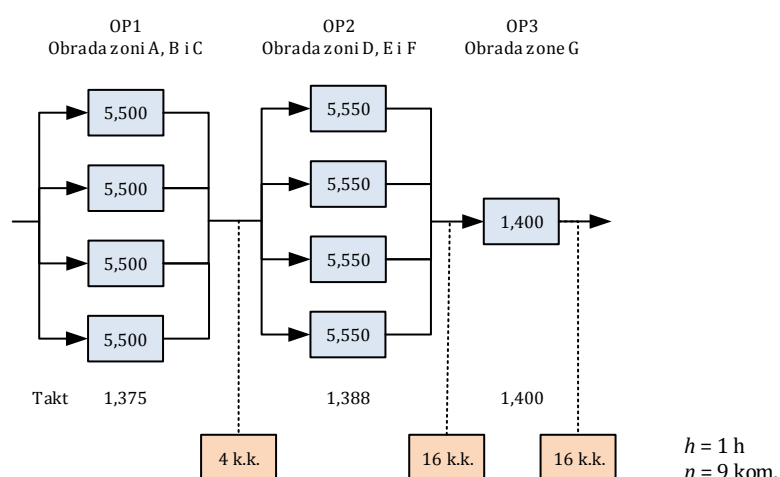 OP1
Obrada zoni A, B i C
OP2
Obrada zoni D, E i F
OP3
Obrada zone G
5,500
5,500
5,500
5,500
5,550
5,550
5,550
5,550
1,400
Takt 1,375 1,388 1,400
4 k.k. 16 k.k. 16 k.k.
h = 1 h
n = 9 kom.